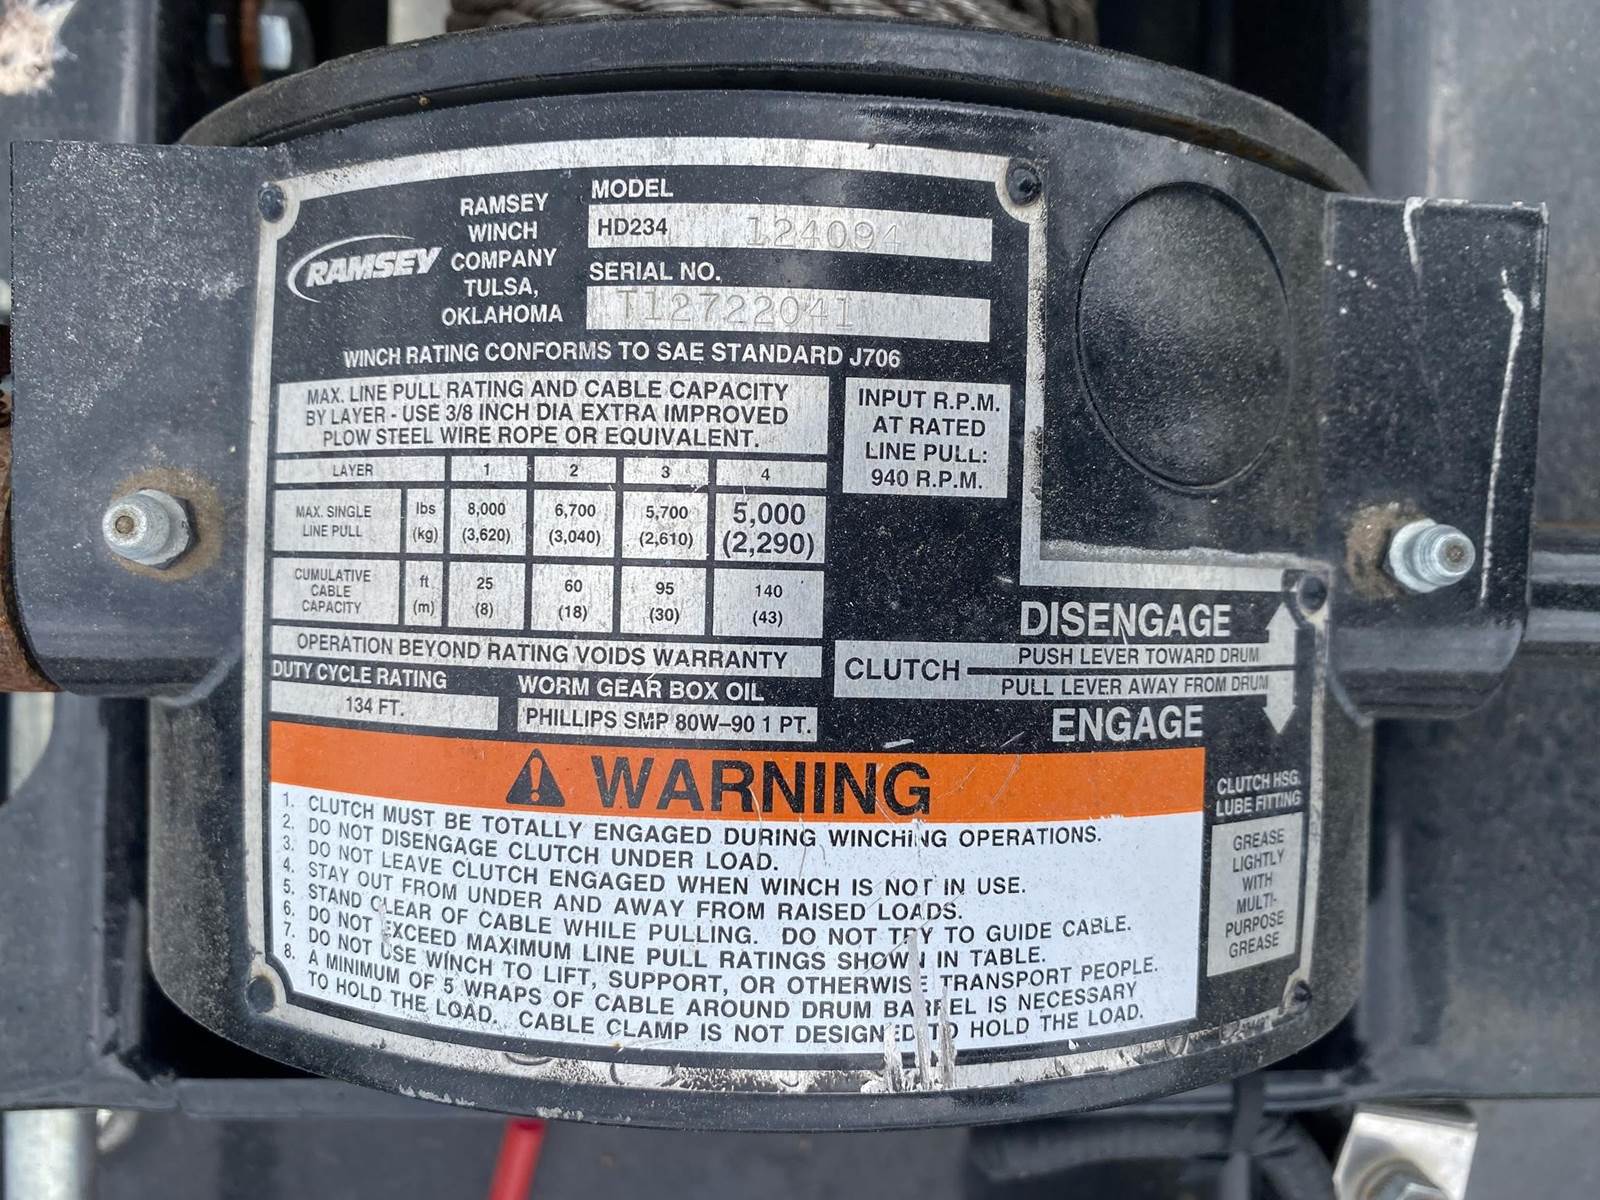 RAMSEY
RAMSEY
WINCH
COMPANY
TULSA,
OKLAHOMA
MODEL
HD234 124094
SERIAL NO.
T12722041
WINCH RATING CONFORMS TO SAE STANDARD J706
MAX. LINE PULL RATING AND CABLE CAPACITY
BY LAYER - USE 3/8 INCH DIA EXTRA IMPROVED
PLOW STEEL WIRE ROPE OR EQUIVALENT.
LAYER 1 2 3 4
MAX. SINGLE LINE PULL lbs 8,000 6,700 5,700 5,000
(kg) (3,620) (3,040) (2,610) (2,290)
CUMULATIVE CABLE CAPACITY ft 25 60 95 140
(m) (8) (18) (30) (43)
OPERATION BEYOND RATING VOIDS WARRANTY
DUTY CYCLE RATING
134 FT.
WORM GEAR BOX OIL
PHILLIPS SMP 80W-90 1 PT.
INPUT R.P.M.
AT RATED
LINE PULL:
940 R.P.M.
DISENGAGE
PUSH LEVER TOWARD DRUM
CLUTCH
PULL LEVER AWAY FROM DRUM
ENGAGE
WARNING
1. CLUTCH MUST BE TOTALLY ENGAGED DURING WINCHING OPERATIONS.
2. DO NOT DISENGAGE CLUTCH UNDER LOAD.
3. DO NOT LEAVE CLUTCH ENGAGED WHEN WINCH IS NOT IN USE.
4. STAY OUT FROM UNDER AND AWAY FROM RAISED LOADS.
5. STAND CLEAR OF CABLE WHILE PULLING. DO NOT TRY TO GUIDE CABLE.
6. DO NOT EXCEED MAXIMUM LINE PULL RATINGS SHOWN IN TABLE.
7. DO NOT USE WINCH TO LIFT, SUPPORT, OR OTHERWISE TRANSPORT PEOPLE.
8. A MINIMUM OF 5 WRAPS OF CABLE AROUND DRUM BARREL IS NECESSARY
TO HOLD THE LOAD. CABLE CLAMP IS NOT DESIGNED TO HOLD THE LOAD.
CLUTCH HSG.
LUBE FITTING
GREASE
LIGHTLY
WITH
MULTI-
PURPOSE
GREASE